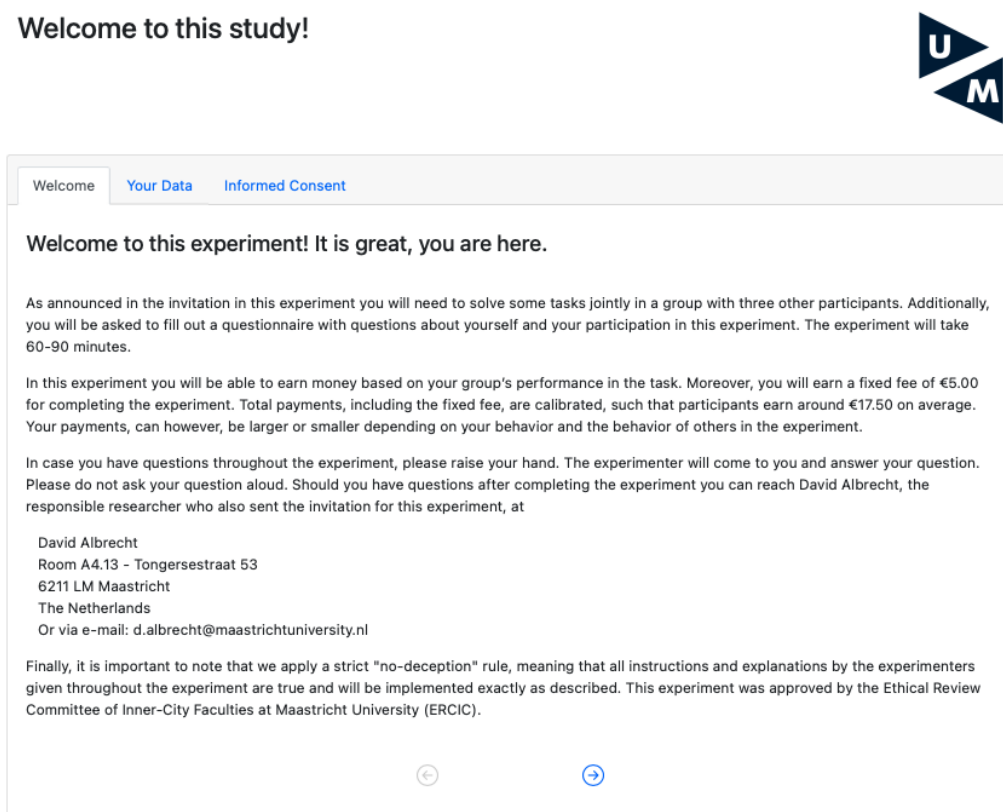 Welcome to this study!
U
M
Welcome
Your Data
Informed Consent
Welcome to this experiment! It is great, you are here.
As announced in the invitation in this experiment you will need to solve some tasks jointly in a group with three other participants. Additionally,
you will be asked to fill out a questionnaire with questions about yourself and your participation in this experiment. The experiment will take
60-90 minutes.
In this experiment you will be able to earn money based on your group's performance in the task. Moreover, you will earn a fixed fee of €5.00
for completing the experiment. Total payments, including the fixed fee, are calibrated, such that participants earn around €17.50 on average.
Your payments, can however, be larger or smaller depending on your behavior and the behavior of others in the experiment.
In case you have questions throughout the experiment, please raise your hand. The experimenter will come to you and answer your question.
Please do not ask your question aloud. Should you have questions after completing the experiment you can reach David Albrecht, the
responsible researcher who also sent the invitation for this experiment, at
David Albrecht
Room A4.13 - Tongersestraat 53
6211 LM Maastricht
The Netherlands
Or via e-mail: d.albrecht@maastrichtuniversity.nl
Finally, it is important to note that we apply a strict "no-deception" rule, meaning that all instructions and explanations by the experimenters
given throughout the experiment are true and will be implemented exactly as described. This experiment was approved by the Ethical Review
Committee of Inner-City Faculties at Maastricht University (ERCIC).